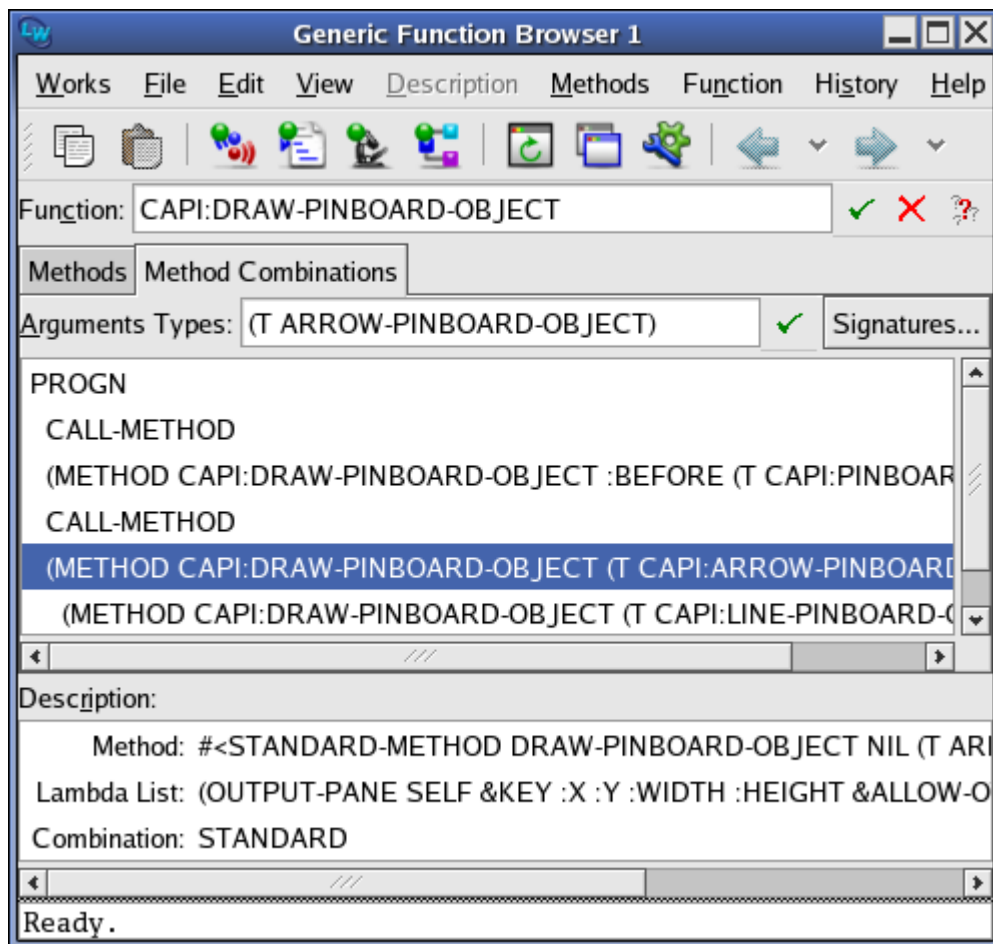 LW Generic Function Browser 1
Works File Edit View Description Methods Function History Help
Function: CAPI:DRAW-PINBOARD-OBJECT
Methods Method Combinations
Arguments Types: (T ARROW-PINBOARD-OBJECT) Signatures...
PROGN
CALL-METHOD
(METHOD CAPI:DRAW-PINBOARD-OBJECT :BEFORE (T CAPI:PINBOAR
CALL-METHOD
(METHOD CAPI:DRAW-PINBOARD-OBJECT (T CAPI:ARROW-PINBOARD
(METHOD CAPI:DRAW-PINBOARD-OBJECT (T CAPI:LINE-PINBOARD-O
Description:
Method: #<STANDARD-METHOD DRAW-PINBOARD-OBJECT NIL (T ARI
Lambda List: (OUTPUT-PANE SELF &KEY :X :Y :WIDTH :HEIGHT &ALLOW-O
Combination: STANDARD
Ready.